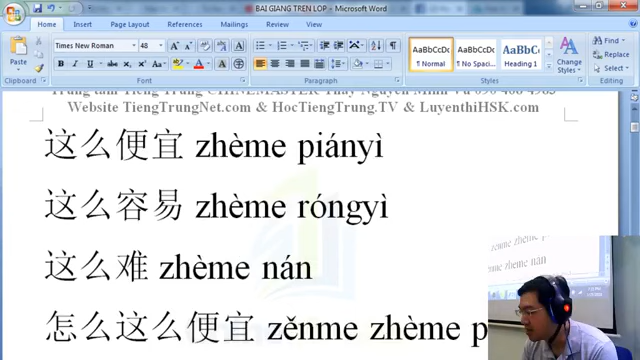 BAI GIANG TREN LOP - Microsoft Word
Home Insert Page Layout References Mailings Review View
Paste Times New Roman 48 AaBbCcDc AaBbCcDc AaBbC Find
Replace
Select
¶ Normal ¶ No Spaci... Heading 1 Change Styles
Clipboard Font Paragraph Styles Editing
Website TiengTrungNet.com & HocTiengTrung.TV & LuyenthiHSK.com
这么便宜 zhème piányì
这么容易 zhème róngyì
这么难 zhème nán
怎么这么便宜 zěnme zhème p
zhème nán